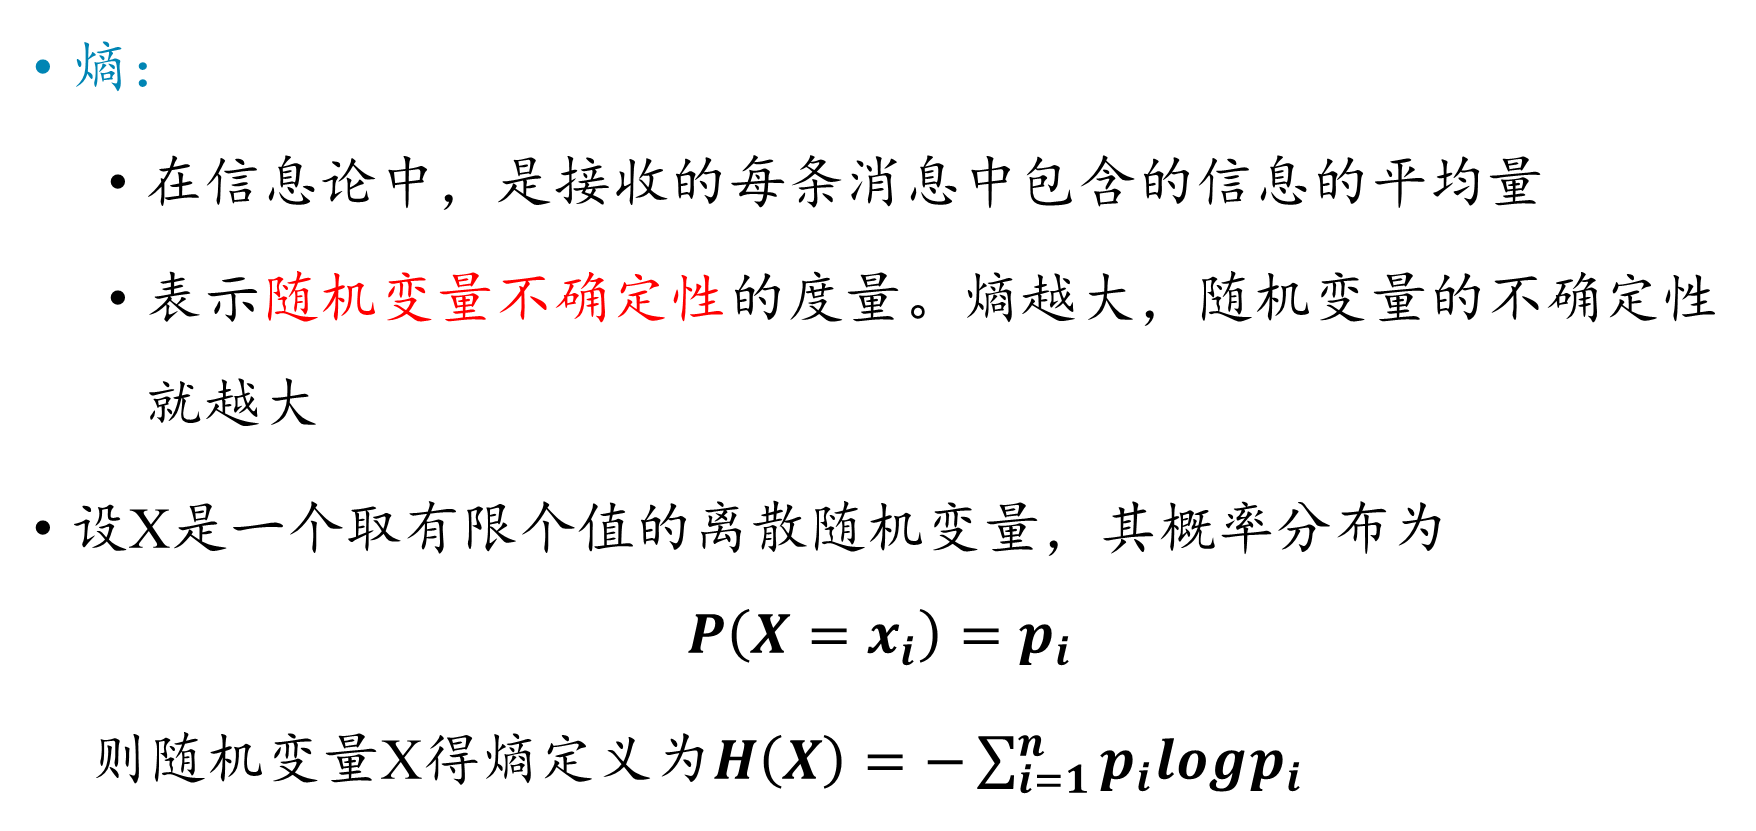 • 熵：
• 在信息论中，是接收的每条消息中包含的信息的平均量
• 表示随机变量不确定性的度量。熵越大，随机变量的不确定性
就越大
• 设X是一个取有限个值的离散随机变量，其概率分布为
P(X = x_i) = p_i
则随机变量X得熵定义为H(X) = −∑_{i=1}^{n} p_i logp_i